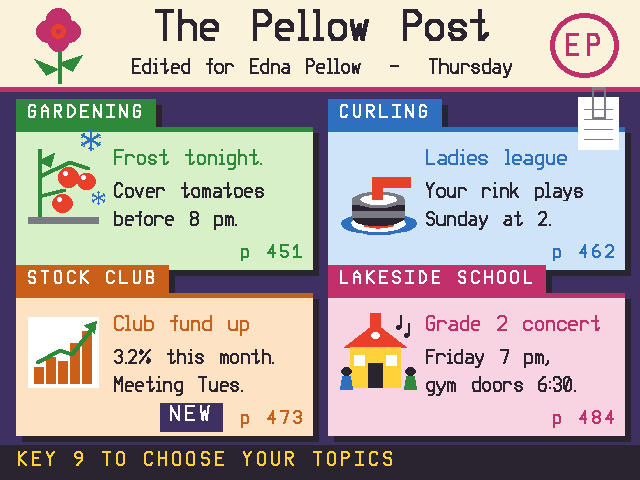 The Pellow Post
EP
Edited for Edna Pellow – Thursday
GARDENING
Frost tonight.
Cover tomatoes
before 8 pm.
p 451
CURLING
Ladies league
Your rink plays
Sunday at 2.
p 462
STOCK CLUB
Club fund up
3.2% this month.
Meeting Tues.
NEW p 473
LAKESIDE SCHOOL
Grade 2 concert
Friday 7 pm,
gym doors 6:30.
p 484
KEY 9 TO CHOOSE YOUR TOPICS